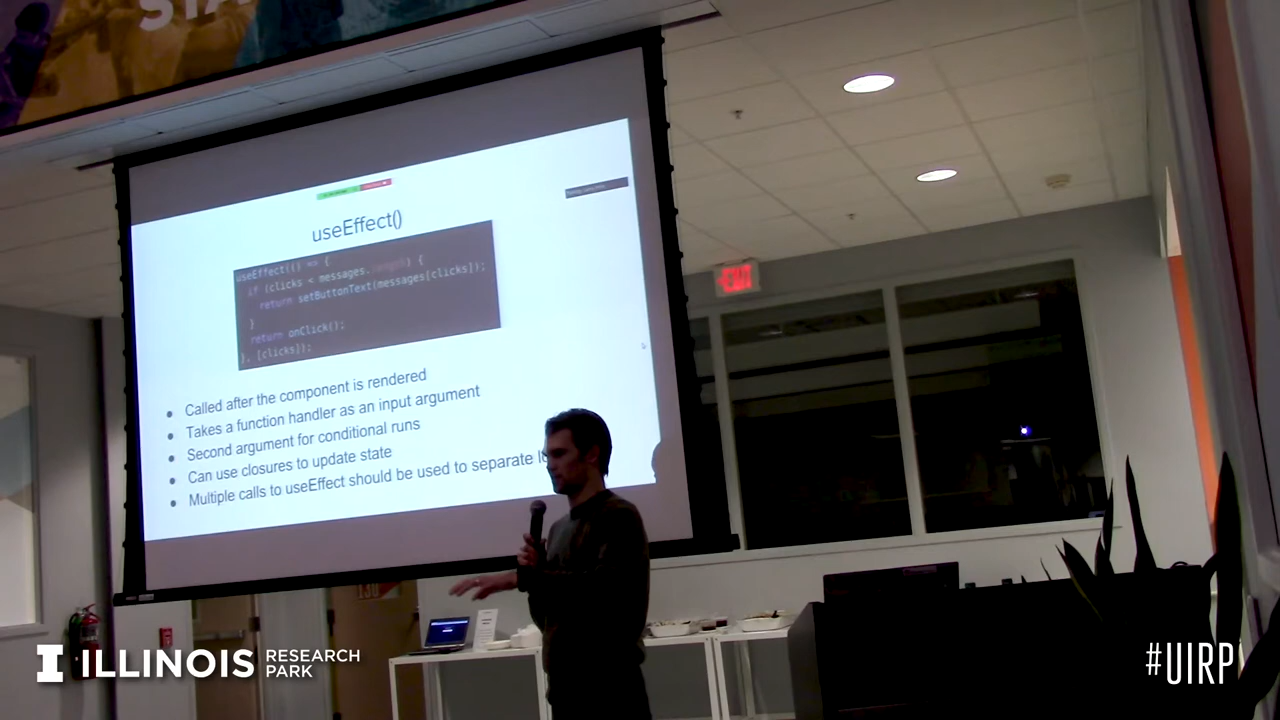 STA
useEffect()
useEffect(() => {
if (clicks < messages.length) {
return setButtonText(messages[clicks]);
}
return onClick();
}, [clicks]);
● Called after the component is rendered
● Takes a function handler as an input argument
● Second argument for conditional runs
● Can use closures to update state
● Multiple calls to useEffect should be used to separate
EXIT
130
ILLINOIS RESEARCH
PARK
#UIRP